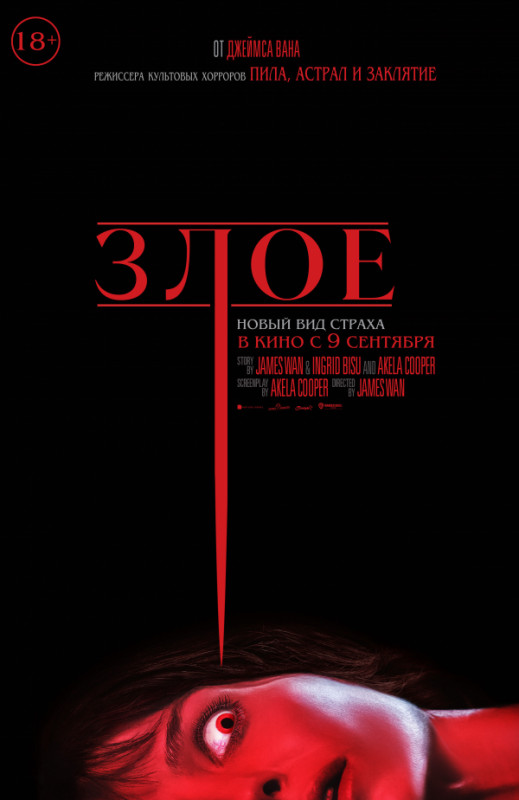 18+
ОТ ДЖЕЙМСА ВАНА
РЕЖИССЕРА КУЛЬТОВЫХ ХОРРОРОВ ПИЛА, АСТРАЛ И ЗАКЛЯТИЕ
ЗЛОЕ
НОВЫЙ ВИД СТРАХА
В КИНО С 9 СЕНТЯБРЯ
STORY BY JAMES WAN & INGRID BISU AND AKELA COOPER
SCREENPLAY BY AKELA COOPER DIRECTED BY JAMES WAN